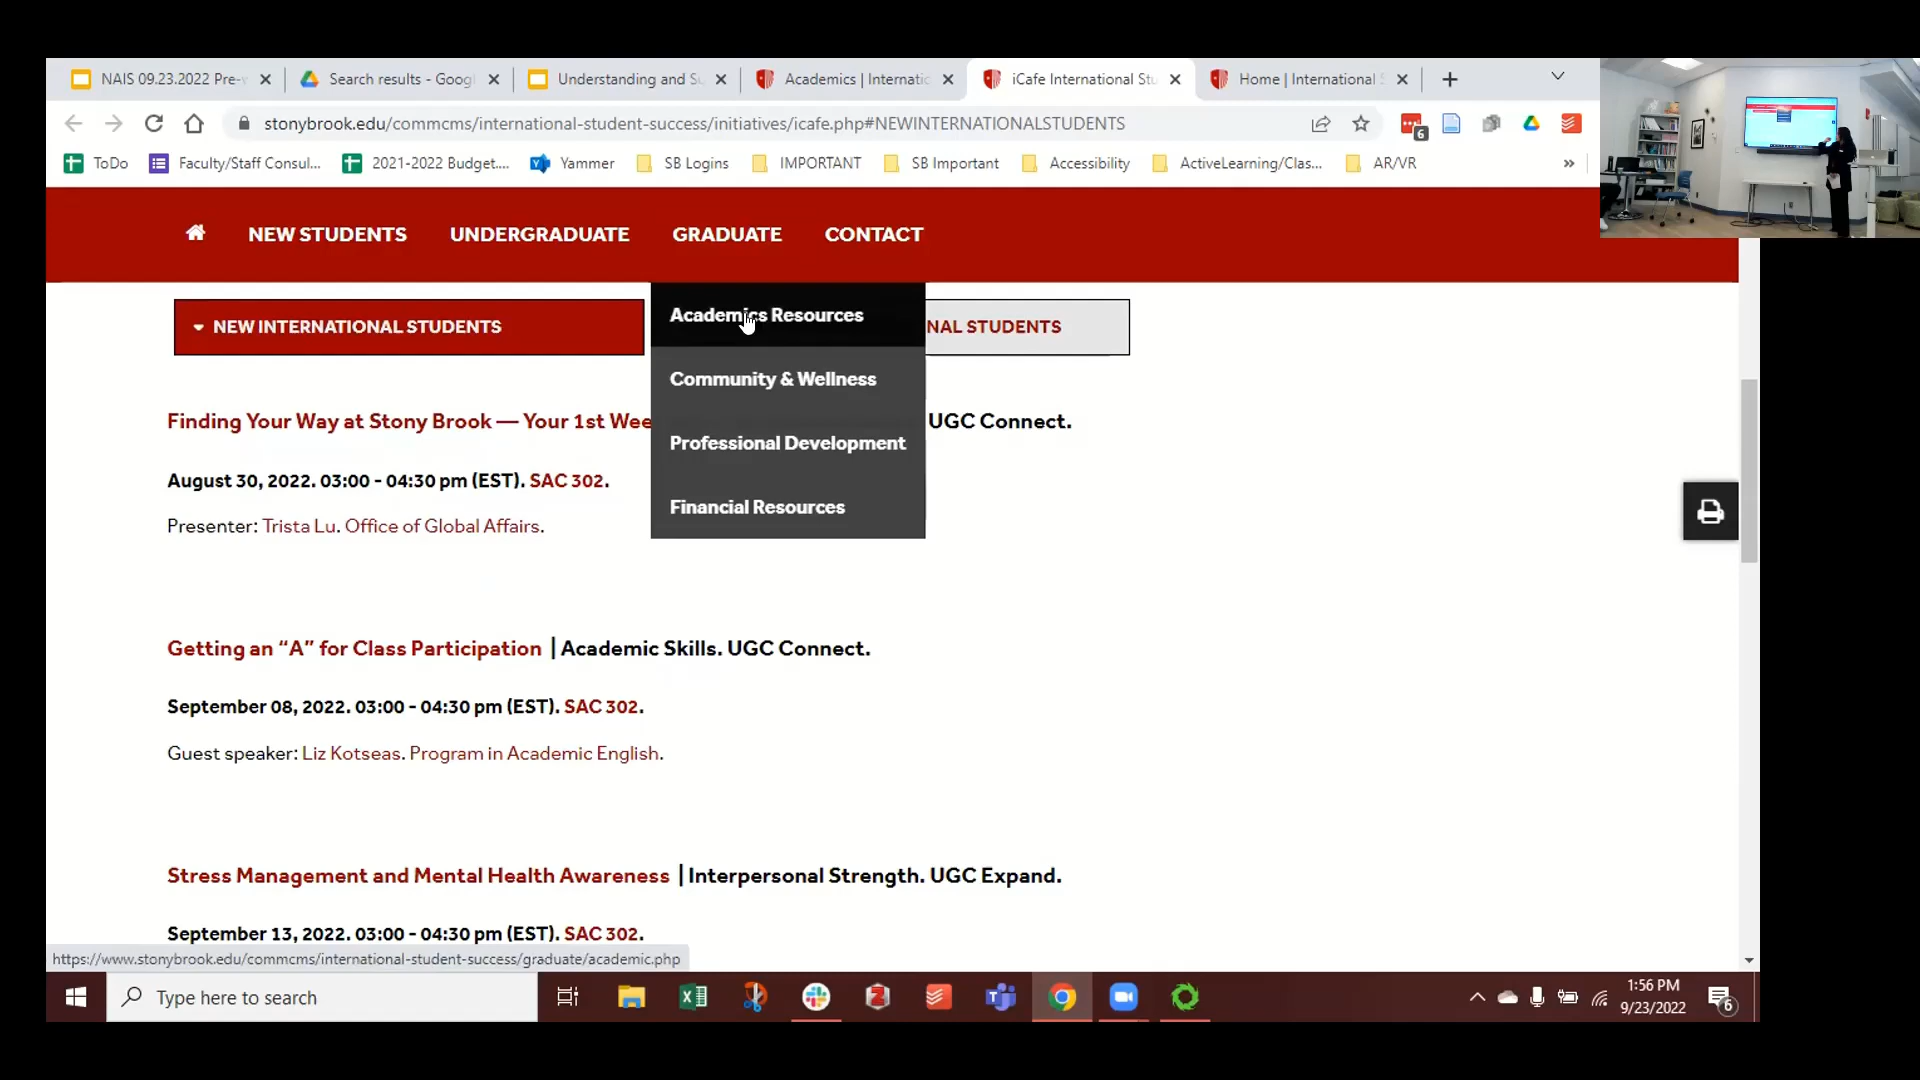 NAIS 09.23.2022 Pre-
Search results - Goog
Understanding and S
Academics | Internatic
iCafe International Stu
Home | International S
stonybrook.edu/commcms/international-student-success/initiatives/icafe.php#NEWINTERNATIONALSTUDENTS
6
ToDo
Faculty/Staff Consul...
2021-2022 Budget....
Yammer
SB Logins
IMPORTANT
SB Important
Accessibility
ActiveLearning/Clas...
AR/VR
»
NEW STUDENTS
UNDERGRADUATE
GRADUATE
CONTACT
NEW INTERNATIONAL STUDENTS
NAL STUDENTS
Academics Resources
Community & Wellness
Professional Development
Financial Resources
Finding Your Way at Stony Brook — Your 1st Wee
UGC Connect.
August 30, 2022. 03:00 - 04:30 pm (EST). SAC 302.
Presenter: Trista Lu. Office of Global Affairs.
Getting an “A” for Class Participation | Academic Skills. UGC Connect.
September 08, 2022. 03:00 - 04:30 pm (EST). SAC 302.
Guest speaker: Liz Kotseas. Program in Academic English.
Stress Management and Mental Health Awareness | Interpersonal Strength. UGC Expand.
September 13, 2022. 03:00 - 04:30 pm (EST). SAC 302.
https://www.stonybrook.edu/commcms/international-student-success/graduate/academic.php
Type here to search
1:56 PM
9/23/2022
6